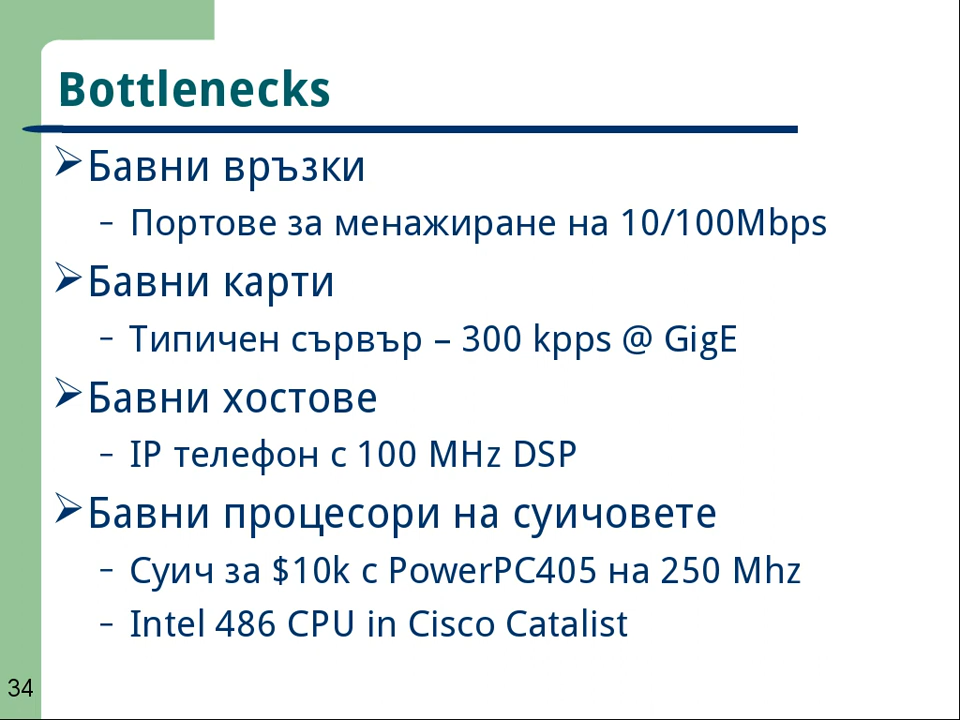 Bottlenecks
Бавни връзки
– Портове за менажиране на 10/100Mbps
Бавни карти
– Типичен сървър – 300 kpps @ GigE
Бавни хостове
– IP телефон с 100 MHz DSP
Бавни процесори на суичовете
– Суич за $10k с PowerPC405 на 250 Mhz
– Intel 486 CPU in Cisco Catalist
34